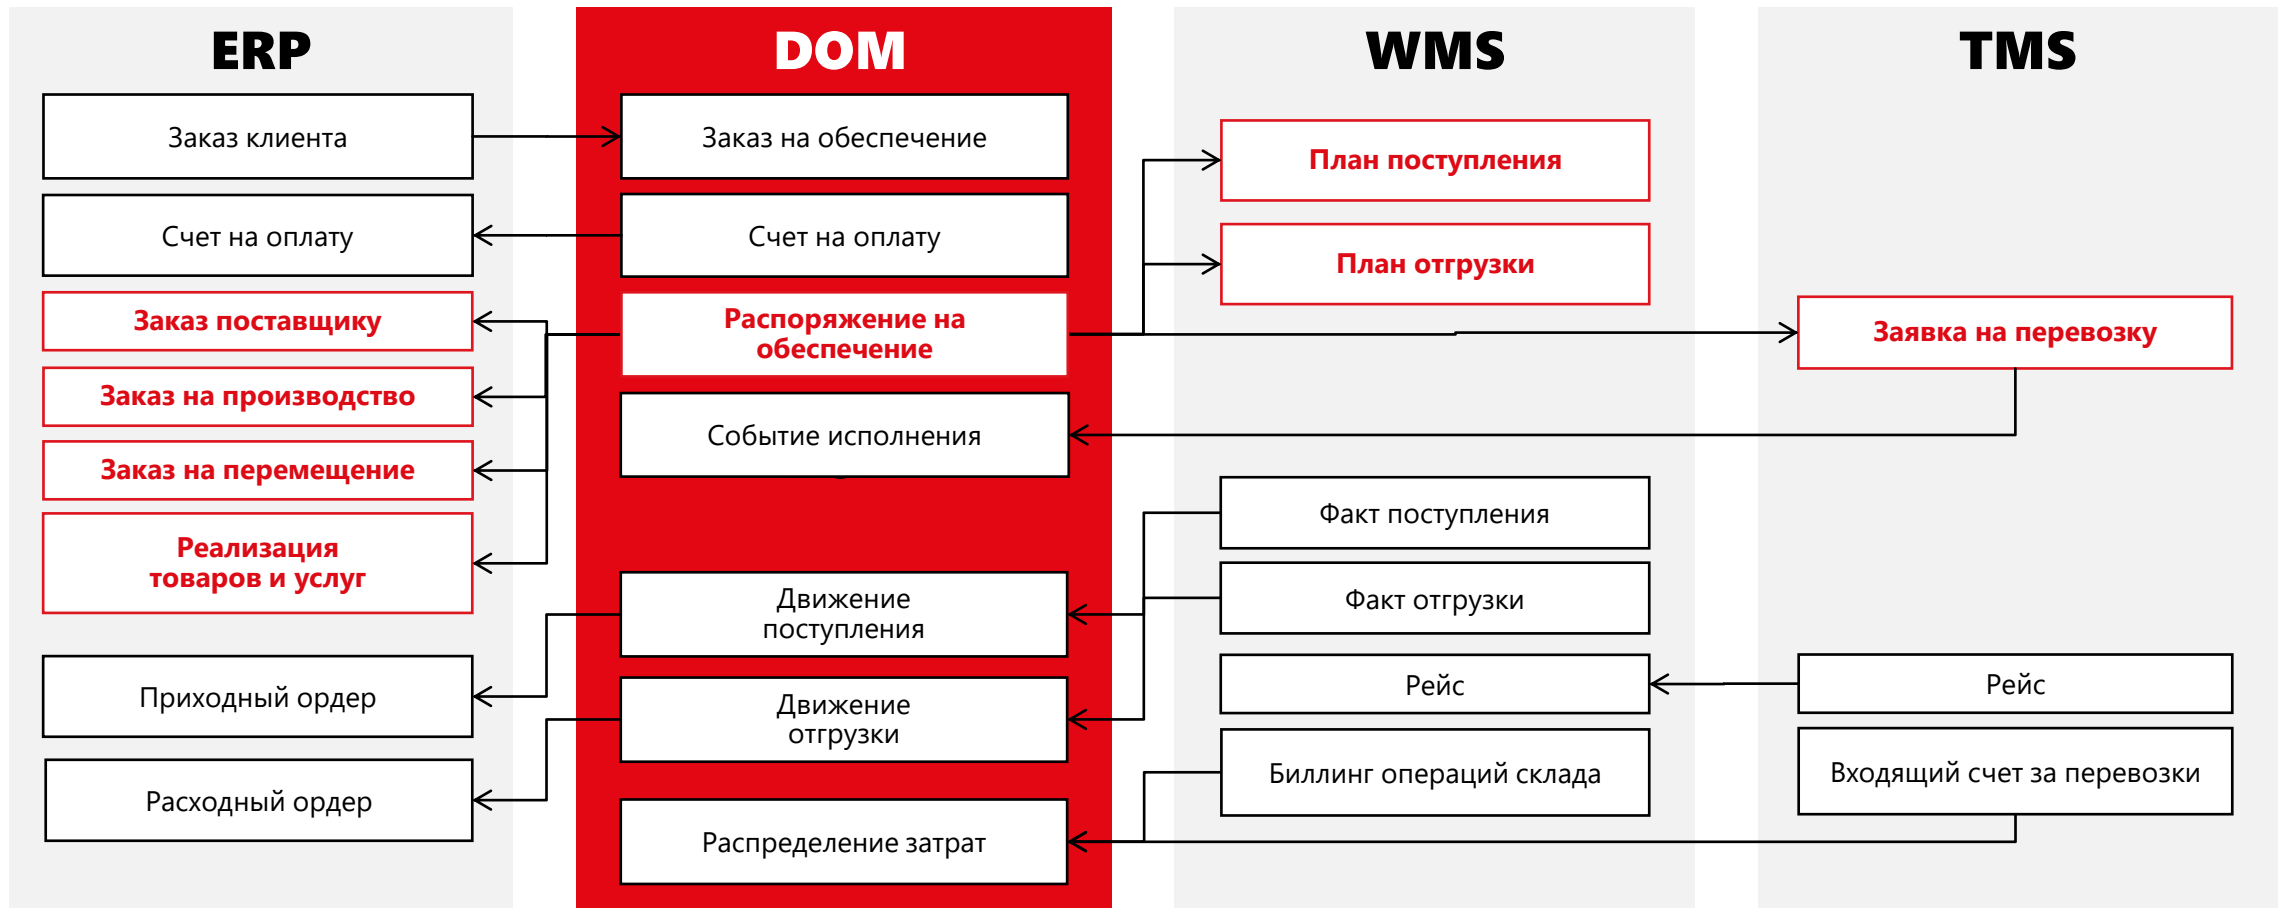 ERP
Заказ клиента
Счет на оплату
Заказ поставщику
Заказ на производство
Заказ на перемещение
Реализация
товаров и услуг
Приходный ордер
Расходный ордер
DOM
Заказ на обеспечение
Счет на оплату
Распоряжение на
обеспечение
Событие исполнения
Движение
поступления
Движение
отгрузки
Распределение затрат
WMS
План поступления
План отгрузки
Факт поступления
Факт отгрузки
Рейс
Биллинг операций склада
TMS
Заявка на перевозку
Рейс
Входящий счет за перевозки